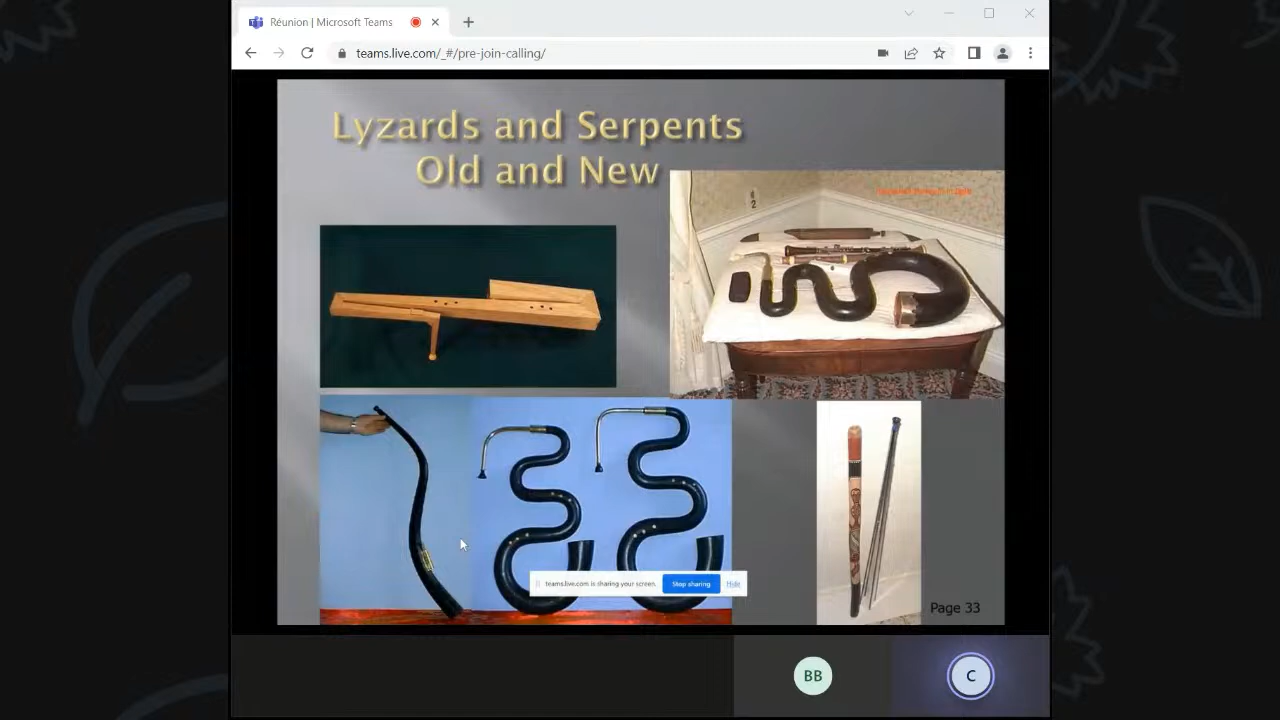 Réunion | Microsoft Teams
teams.live.com/_#/pre-join-calling/
Lyzards and Serpents
Old and New
2
teams.live.com is sharing your screen.
Stop sharing
Hide
Page 33
BB
C